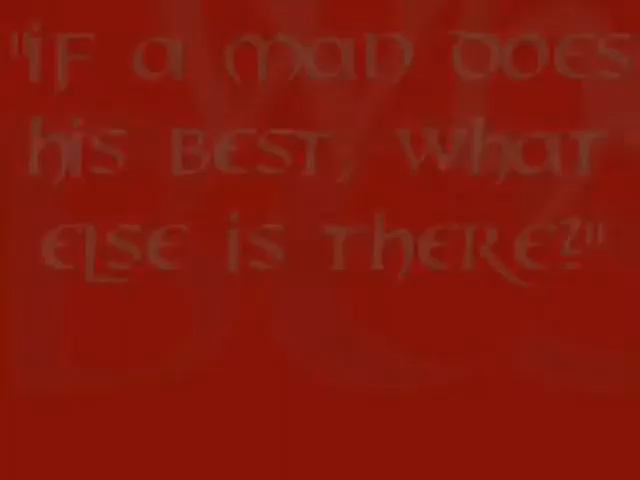 "if a man does
his best, what
else is there?"